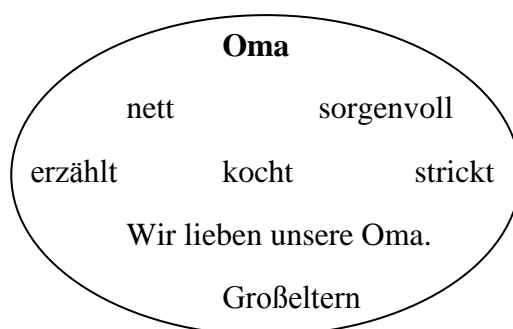 Oma
nett sorgenvoll
erzählt kocht strickt
Wir lieben unsere Oma.
Großeltern